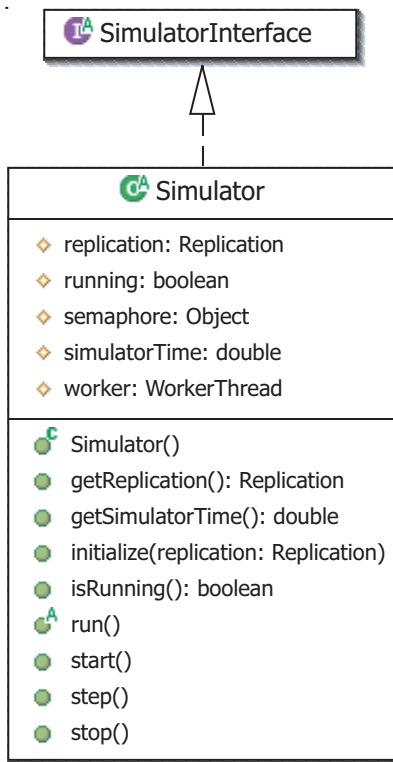 SimulatorInterface
Simulator
replication: Replication
running: boolean
semaphore: Object
simulatorTime: double
worker: WorkerThread
Simulator()
getReplication(): Replication
getSimulatorTime(): double
initialize(replication: Replication)
isRunning(): boolean
run()
start()
step()
stop()